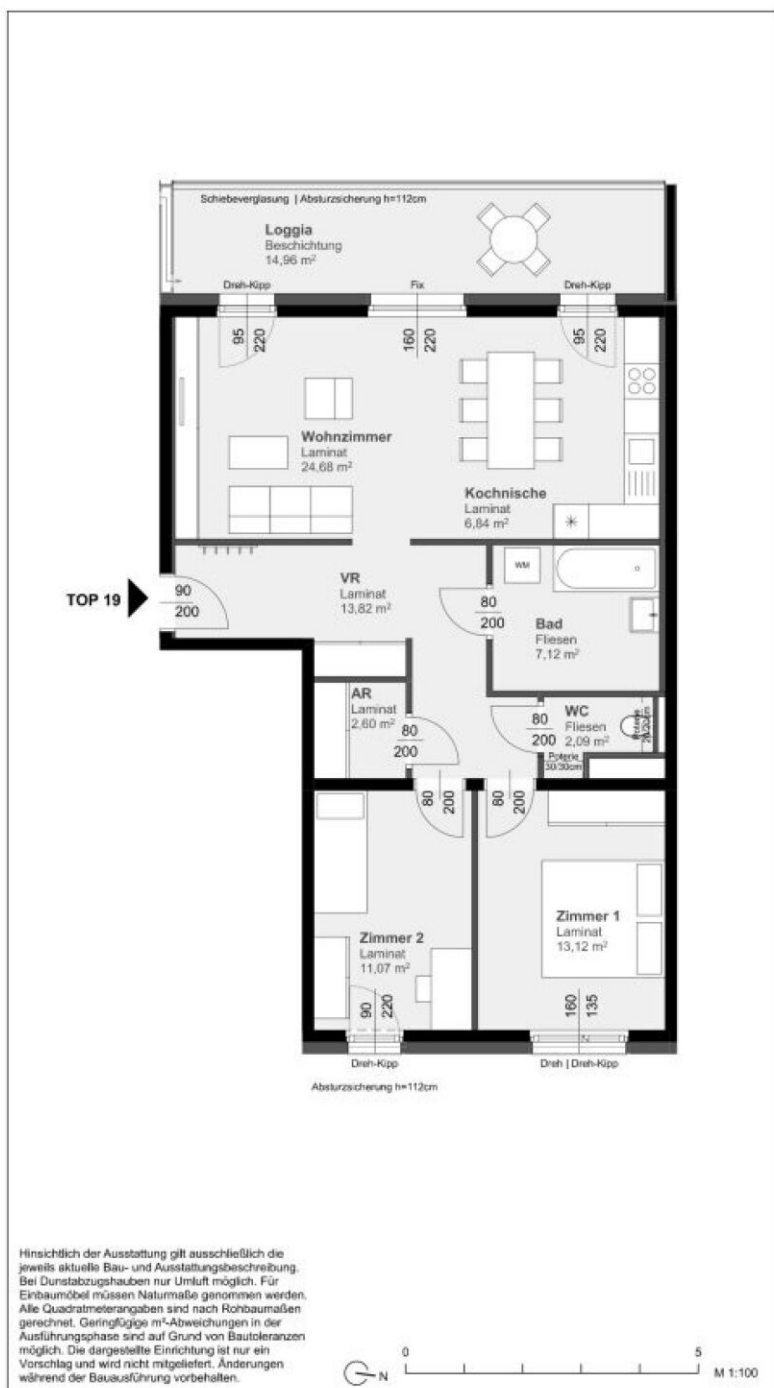 Schiebeverglasung | Absturzsicherung h=112cm
Loggia
Beschichtung
14,96 m²
Dreh-Kipp
Fix
Dreh-Kipp
95
220
160
220
95
220
Wohnzimmer
Laminat
24,68 m²
Kochnische
Laminat
6,84 m²
TOP 19
90
200
VR
Laminat
13,82 m²
80
200
WM
Bad
Fliesen
7,12 m²
AR
Laminat
2,60 m²
80
200
80
200
WC
Fliesen
2,09 m²
Poterie
Poterie
30/30cm
80
200
80
200
Zimmer 2
Laminat
11,07 m²
Zimmer 1
Laminat
13,12 m²
90
220
160
135
Dreh-Kipp
Dreh | Dreh-Kipp
Absturzsicherung h=112cm
Hinsichtlich der Ausstattung gilt ausschließlich die
jeweils aktuelle Bau- und Ausstattungsbeschreibung.
Bei Dunstabzugshauben nur Umluft möglich. Für
Einbaumöbel müssen Naturmaße genommen werden.
Alle Quadratmeterangaben sind nach Rohbaumaßen
gerechnet. Geringfügige m²-Abweichungen in der
Ausführungsphase sind auf Grund von Bautoleranzen
möglich. Die dargestellte Einrichtung ist nur ein
Vorschlag und wird nicht mitgeliefert. Änderungen
während der Bauausführung vorbehalten.
N
0
5
M 1:100